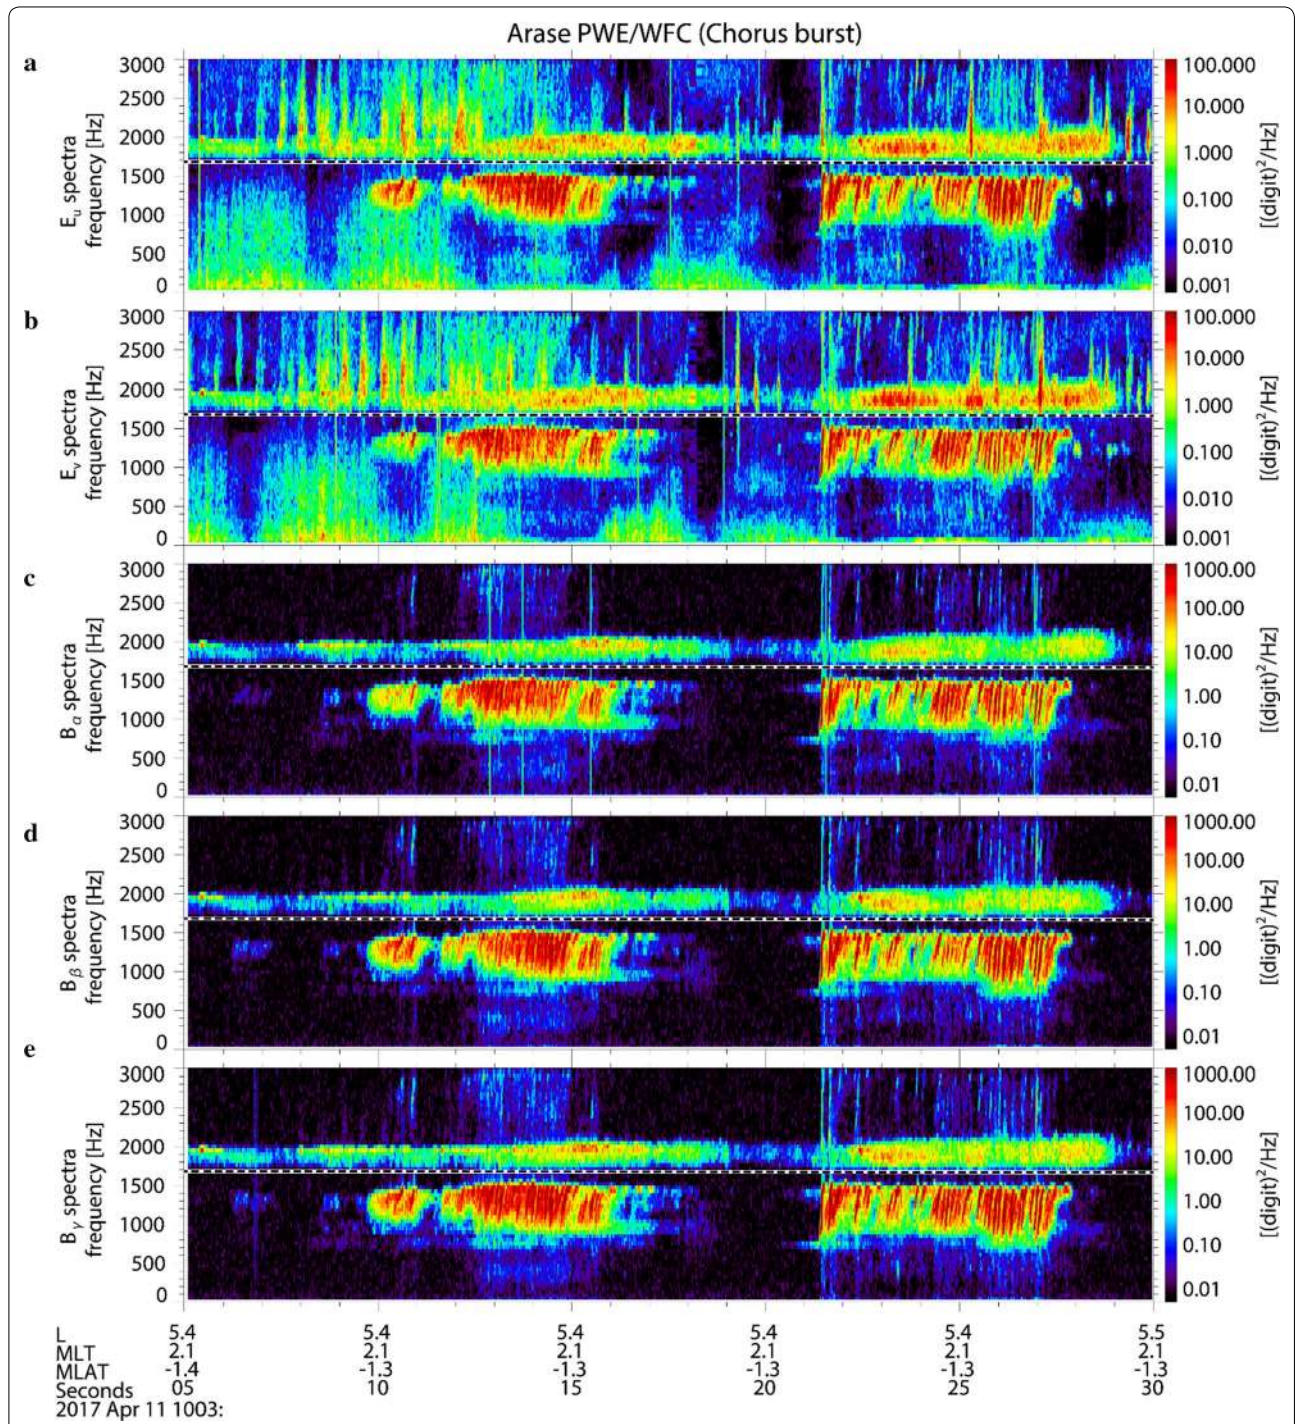 Arase PWE/WFC (Chorus burst)
a
E_u spectra
frequency [Hz]
3000
2500
2000
1500
1000
500
0
100.000
10.000
1.000
0.100
0.010
0.001
[(digit)²/Hz]
b
E_v spectra
frequency [Hz]
3000
2500
2000
1500
1000
500
0
100.000
10.000
1.000
0.100
0.010
0.001
[(digit)²/Hz]
c
B_α spectra
frequency [Hz]
3000
2500
2000
1500
1000
500
0
1000.00
100.00
10.00
1.00
0.10
0.01
[(digit)²/Hz]
d
B_β spectra
frequency [Hz]
3000
2500
2000
1500
1000
500
0
1000.00
100.00
10.00
1.00
0.10
0.01
[(digit)²/Hz]
e
B_γ spectra
frequency [Hz]
3000
2500
2000
1500
1000
500
0
1000.00
100.00
10.00
1.00
0.10
0.01
[(digit)²/Hz]
L 5.4 5.4 5.4 5.4 5.4 5.5
MLT 2.1 2.1 2.1 2.1 2.1 2.1
MLAT -1.4 -1.3 -1.3 -1.3 -1.3 -1.3
Seconds 05 10 15 20 25 30
2017 Apr 11 1003: